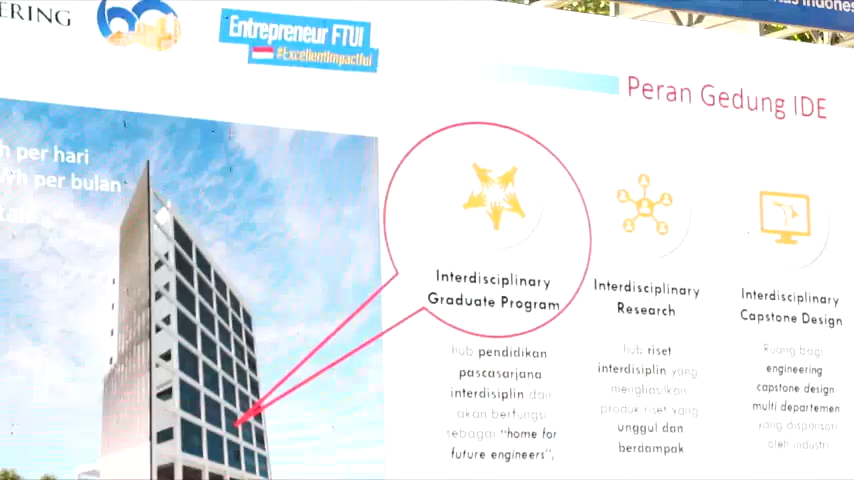 ERING
60
Entrepreneur FTUI
#ExcellentImpactful
Peran Gedung IDE
h per hari
Wh per bulan
Interdisciplinary
Graduate Program
hub pendidikan
pascasarjana
interdisiplin dan
akan berfungsi
sebagai "home for
future engineers",
Interdisciplinary
Research
hub riset
interdisiplin yang
menghasilkan
produk riset yang
unggul dan
berdampak
Interdisciplinary
Capstone Design
Ruang bagi
engineering
capstone design
multi departemen
yang disponsori
oleh industri